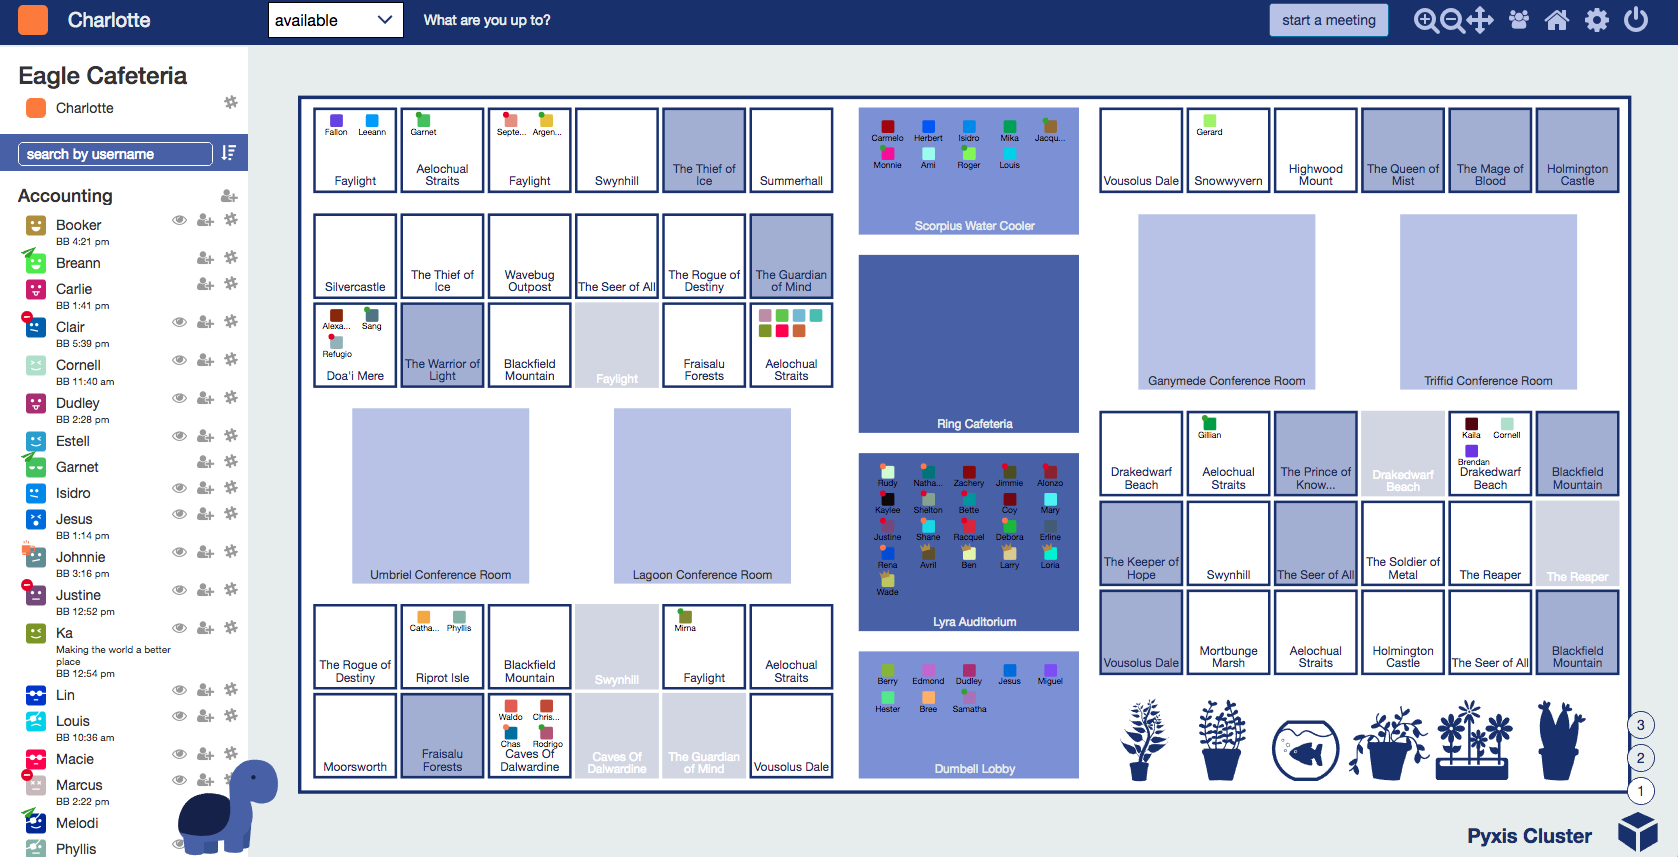 Charlotte
available
What are you up to?
start a meeting
Eagle Cafeteria
Charlotte
search by username
Accounting
Booker
BB 4:21 pm
Breann
Carlie
BB 1:41 pm
Clair
BB 5:39 pm
Cornell
BB 11:40 am
Dudley
BB 2:28 pm
Estell
Garnet
Isidro
Jesus
BB 1:14 pm
Johnnie
BB 3:16 pm
Justine
BB 12:52 pm
Ka
Making the world a better
place
BB 12:54 pm
Lin
Louis
BB 10:36 am
Macie
Marcus
BB 2:22 pm
Melodi
Phyllis
Fallon Leeann
Faylight
Garnet
Aelochual
Straits
Septe... Argen...
Faylight
Swynhill
The Thief of
Ice
Summerhall
Silvercastle
The Thief of
Ice
Wavebug
Outpost
The Seer of All
The Rogue of
Destiny
The Guardian
of Mind
Alexa... Sang
Refugio
Doa'i Mere
The Warrior of
Light
Blackfield
Mountain
Faylight
Fraisalu
Forests
Aelochual
Straits
Umbriel Conference Room
Lagoon Conference Room
The Rogue of
Destiny
Catha... Phyllis
Riprot Isle
Blackfield
Mountain
Swynhill
Mirna
Faylight
Aelochual
Straits
Moorsworth
Fraisalu
Forests
Waldo Chris...
Chas Rodrigo
Caves Of
Dalwardine
Caves Of
Dalwardine
The Guardian
of Mind
Vousolus Dale
Carmelo Herbert Isidro Mika Jacqu...
Monnie Ami Roger Louis
Scorpius Water Cooler
Ring Cafeteria
Rudy Natha... Zachery Jimmie Alonzo
Kaylee Shelton Bette Coy Mary
Justine Shane Racquel Debora Erline
Rena Avril Ben Larry Loria
Wade
Lyra Auditorium
Berry Edmond Dudley Jesus Miguel
Hester Bree Samatha
Dumbell Lobby
Vousolus Dale
Gerard
Snowwyvern
Highwood
Mount
The Queen of
Mist
The Mage of
Blood
Holmington
Castle
Ganymede Conference Room
Triffid Conference Room
Drakedwarf
Beach
Gillian
Aelochual
Straits
The Prince of
Know...
Drakedwarf
Beach
Kaila Cornell
Brendan
Drakedwarf
Beach
Blackfield
Mountain
The Keeper of
Hope
Swynhill
The Seer of All
The Soldier of
Metal
The Reaper
The Reaper
Vousolus Dale
Mortbunge
Marsh
Aelochual
Straits
Holmington
Castle
The Seer of All
Blackfield
Mountain
3
2
1
Pyxis Cluster